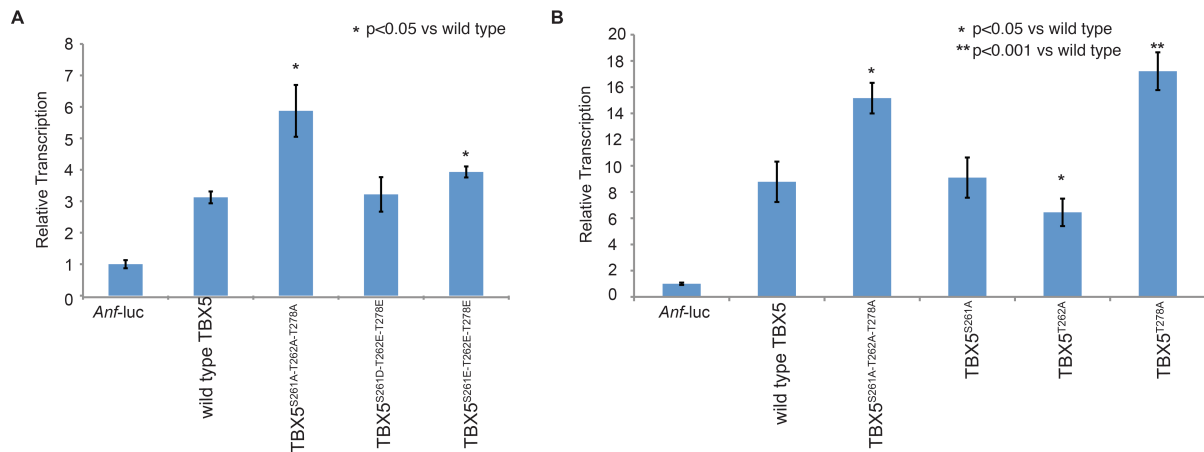 A
* p<0.05 vs wild type
8
7
6
5
4
3
2
1
0
Relative Transcription
Anf-luc
wild type TBX5
TBX5S261A-T262A-T278A
TBX5S261D-T262E-T278E
TBX5S261E-T262E-T278E
*
*
B
* p<0.05 vs wild type
** p<0.001 vs wild type
20
18
16
14
12
10
8
6
4
2
0
Relative Transcription
Anf-luc
wild type TBX5
TBX5S261A-T262A-T278A
TBX5S261A
TBX5T262A
TBX5T278A
*
*
**